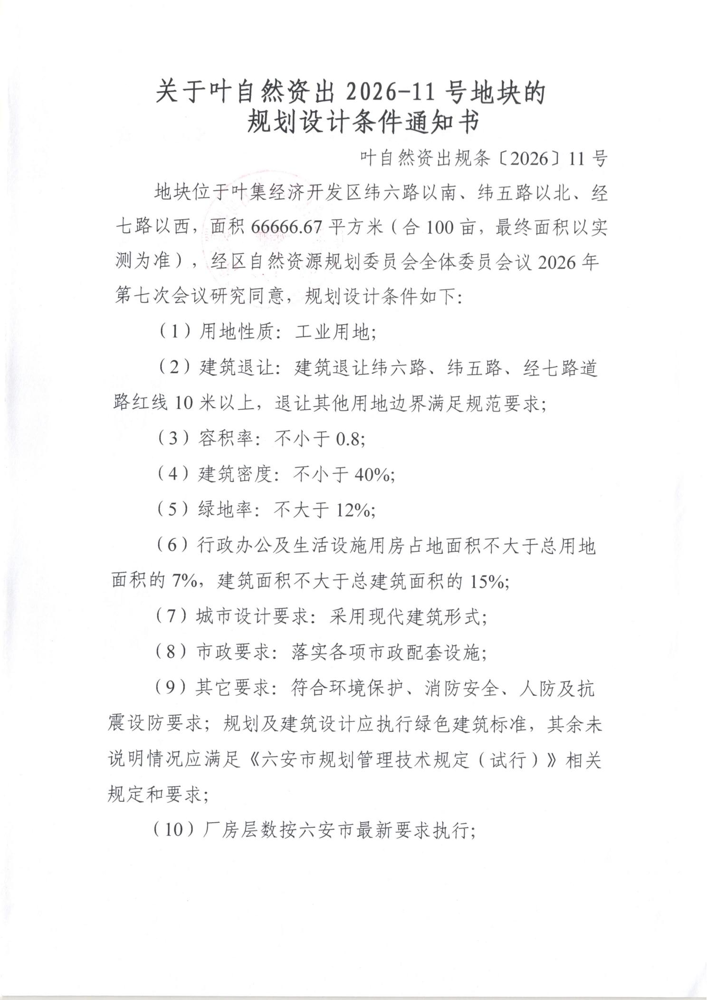 关于叶自然资出 2026-11 号地块的
规划设计条件通知书
叶自然资出规条〔2026〕11 号
地块位于叶集经济开发区纬六路以南、纬五路以北、经
七路以西，面积 66666.67 平方米（合 100 亩，最终面积以实
测为准），经区自然资源规划委员会全体委员会议 2026 年
第七次会议研究同意，规划设计条件如下：
（1）用地性质：工业用地；
（2）建筑退让：建筑退让纬六路、纬五路、经七路道
路红线 10 米以上，退让其他用地边界满足规范要求；
（3）容积率：不小于 0.8;
（4）建筑密度：不小于 40%;
（5）绿地率：不大于 12%;
（6）行政办公及生活设施用房占地面积不大于总用地
面积的 7%，建筑面积不大于总建筑面积的 15%;
（7）城市设计要求：采用现代建筑形式；
（8）市政要求：落实各项市政配套设施；
（9）其它要求：符合环境保护、消防安全、人防及抗
震设防要求；规划及建筑设计应执行绿色建筑标准，其余未
说明情况应满足《六安市规划管理技术规定（试行）》相关
规定和要求；
（10）厂房层数按六安市最新要求执行；